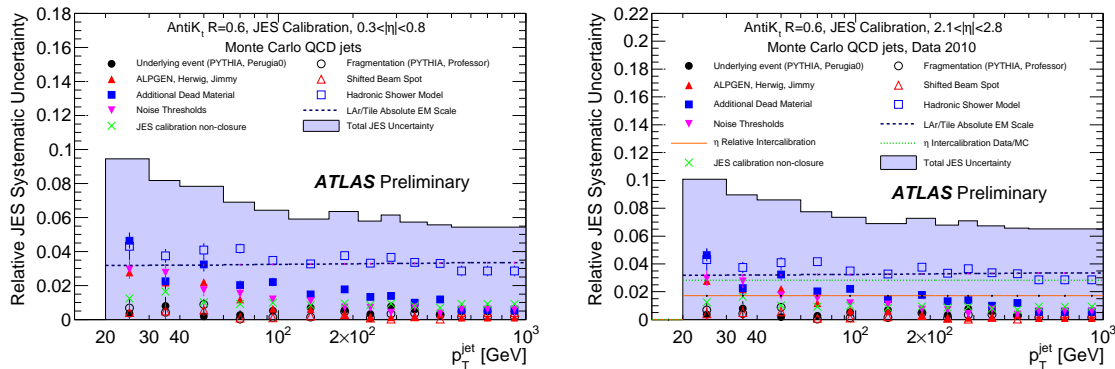 Relative JES Systematic Uncertainty
0.18
0.16
0.14
0.12
0.1
0.08
0.06
0.04
0.02
0
AntiK_t R=0.6, JES Calibration, 0.3<|η|<0.8
Monte Carlo QCD jets
Underlying event (PYTHIA, Perugia0)
Fragmentation (PYTHIA, Professor)
ALPGEN, Herwig, Jimmy
Shifted Beam Spot
Additional Dead Material
Hadronic Shower Model
Noise Thresholds
LAr/Tile Absolute EM Scale
JES calibration non-closure
Total JES Uncertainty
ATLAS Preliminary
20 30 40 10² 2×10² 10³
p_T^jet [GeV]
Relative JES Systematic Uncertainty
0.22
0.2
0.18
0.16
0.14
0.12
0.1
0.08
0.06
0.04
0.02
0
AntiK_t R=0.6, JES Calibration, 2.1<|η|<2.8
Monte Carlo QCD jets, Data 2010
Underlying event (PYTHIA, Perugia0)
Fragmentation (PYTHIA, Professor)
ALPGEN, Herwig, Jimmy
Shifted Beam Spot
Additional Dead Material
Hadronic Shower Model
Noise Thresholds
LAr/Tile Absolute EM Scale
η Relative Intercalibration
η Intercalibration Data/MC
JES calibration non-closure
Total JES Uncertainty
ATLAS Preliminary
20 30 40 10² 2×10² 10³
p_T^jet [GeV]